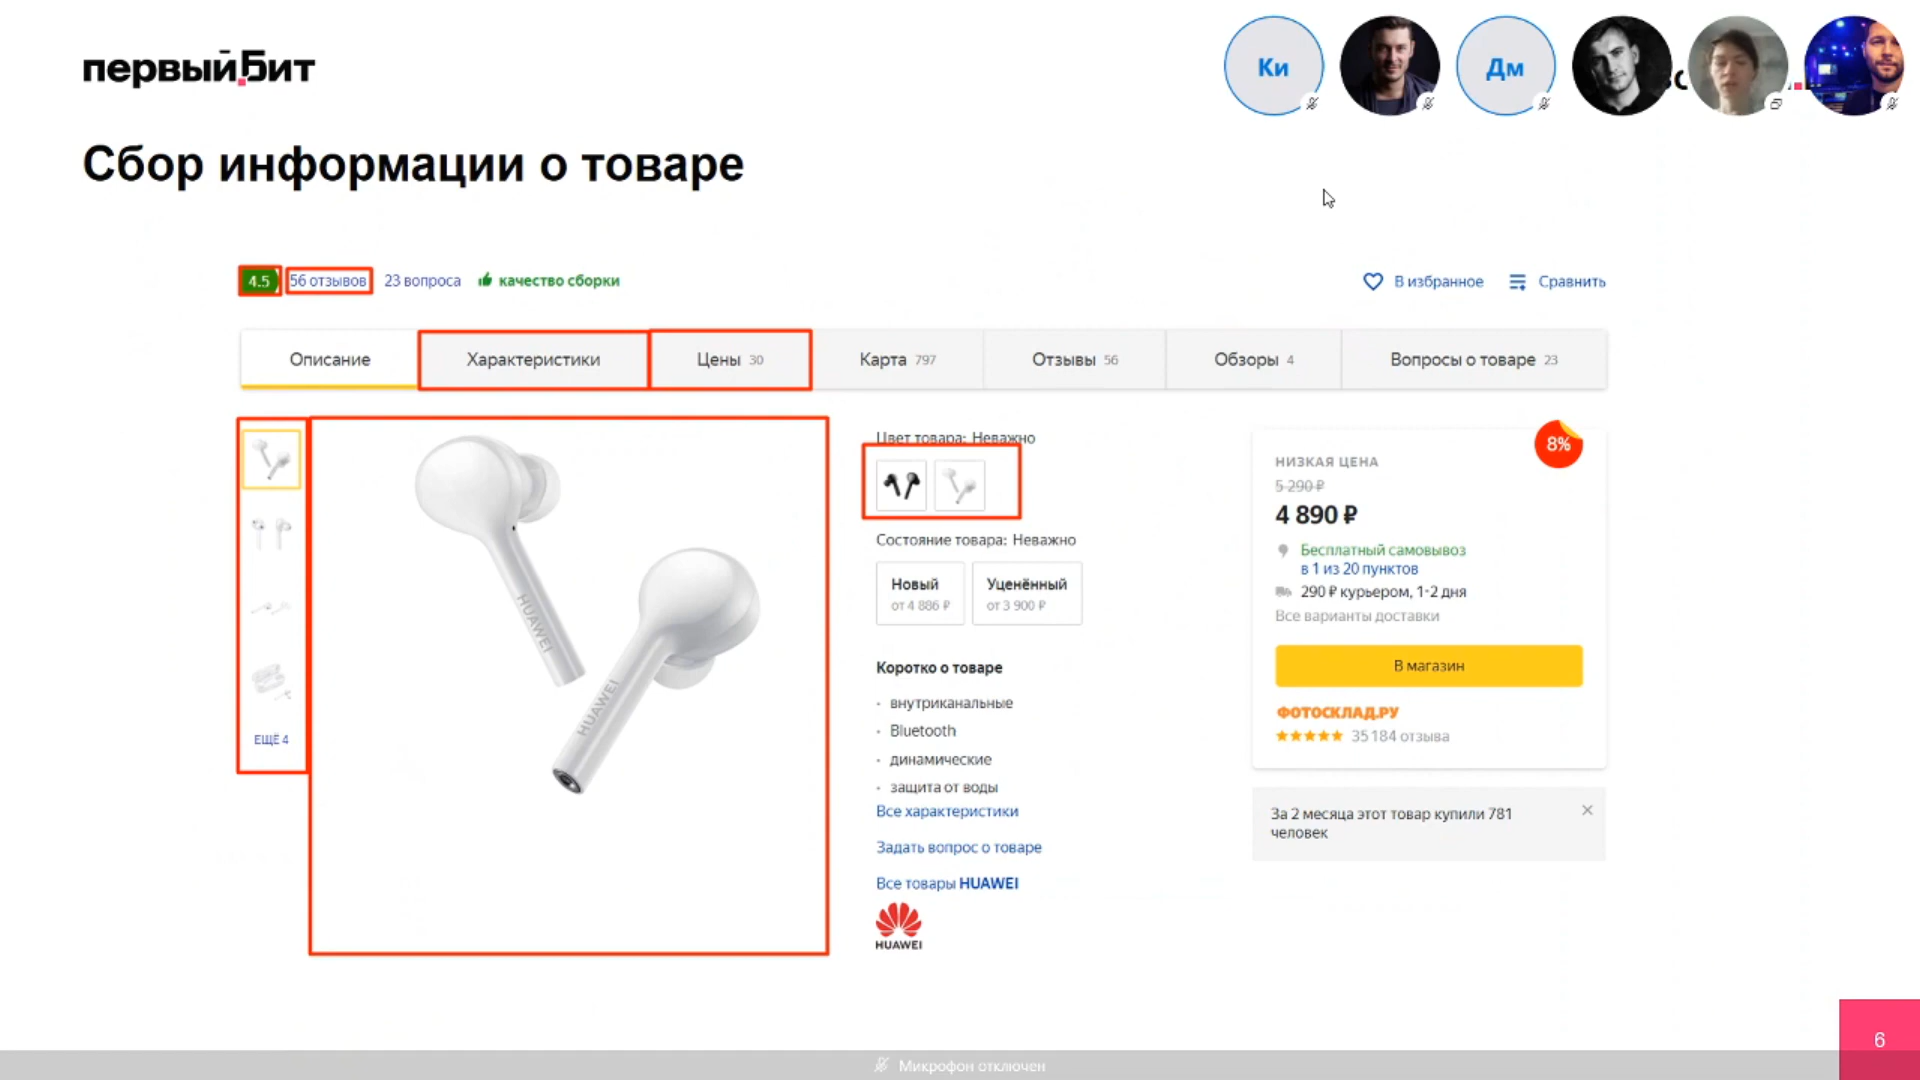 первый.Бит
Ки
Дм
Сбор информации о товаре
4.5 56 отзывов 23 вопроса качество сборки
В избранное Сравнить
Описание Характеристики Цены 30 Карта 797 Отзывы 56 Обзоры 4 Вопросы о товаре 23
ЕЩЁ 4
HUAWEI
HUAWEI
Цвет товара: Неважно
Состояние товара: Неважно
Новый
от 4 886 ₽
Уценённый
от 3 900 ₽
Коротко о товаре
- внутриканальные
- Bluetooth
- динамические
- защита от воды
Все характеристики
Задать вопрос о товаре
Все товары HUAWEI
HUAWEI
8%
НИЗКАЯ ЦЕНА
5 290 ₽
4 890 ₽
Бесплатный самовывоз
в 1 из 20 пунктов
290 ₽ курьером, 1-2 дня
Все варианты доставки
В магазин
ФОТОСКЛАД.РУ
35 184 отзыва
За 2 месяца этот товар купили 781
человек
6
Микрофон отключен